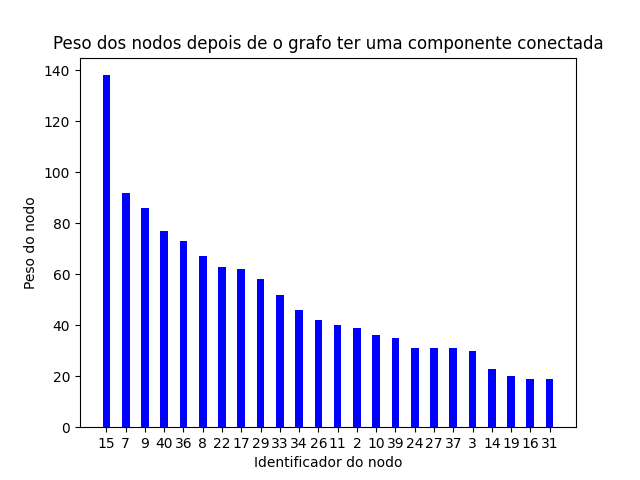 Peso dos nodos depois de o grafo ter uma componente conectada
140
120
100
80
60
40
20
0
Peso do nodo
15 7 9 40 36 8 22 17 29 33 34 26 11 2 10 39 24 27 37 3 14 19 16 31
Identificador do nodo